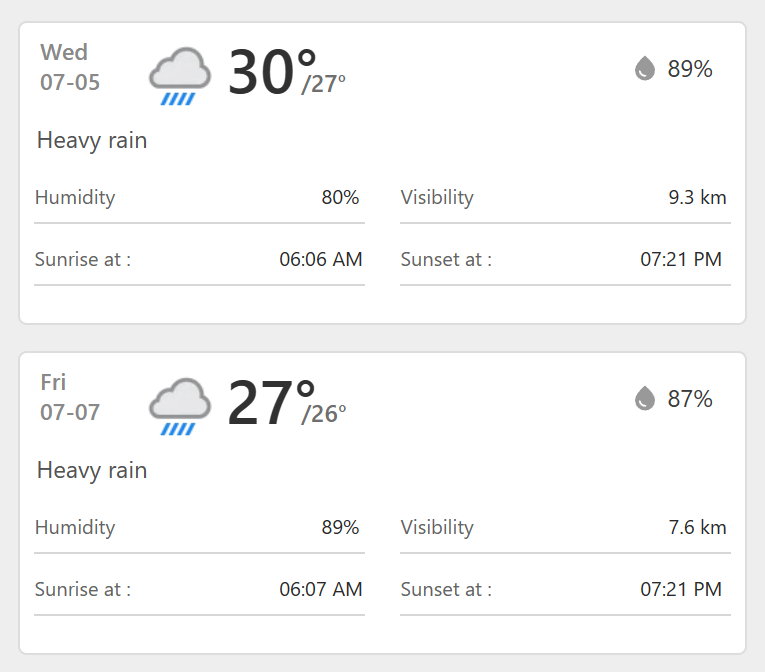 Wed
07-05
30°/27°
89%
Heavy rain
Humidity 80%
Visibility 9.3 km
Sunrise at : 06:06 AM
Sunset at : 07:21 PM
Fri
07-07
27°/26°
87%
Heavy rain
Humidity 89%
Visibility 7.6 km
Sunrise at : 06:07 AM
Sunset at : 07:21 PM